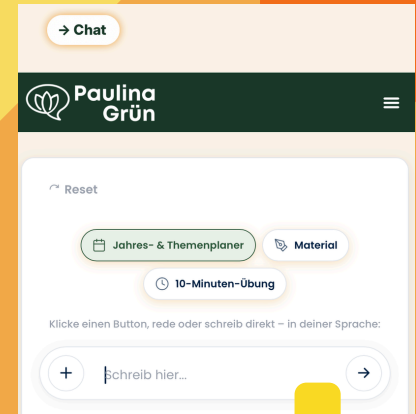 → Chat
Paulina
Grün
Reset
Jahres- & Themenplaner
Material
10-Minuten-Übung
Klicke einen Button, rede oder schreib direkt – in deiner Sprache:
Schreib hier...